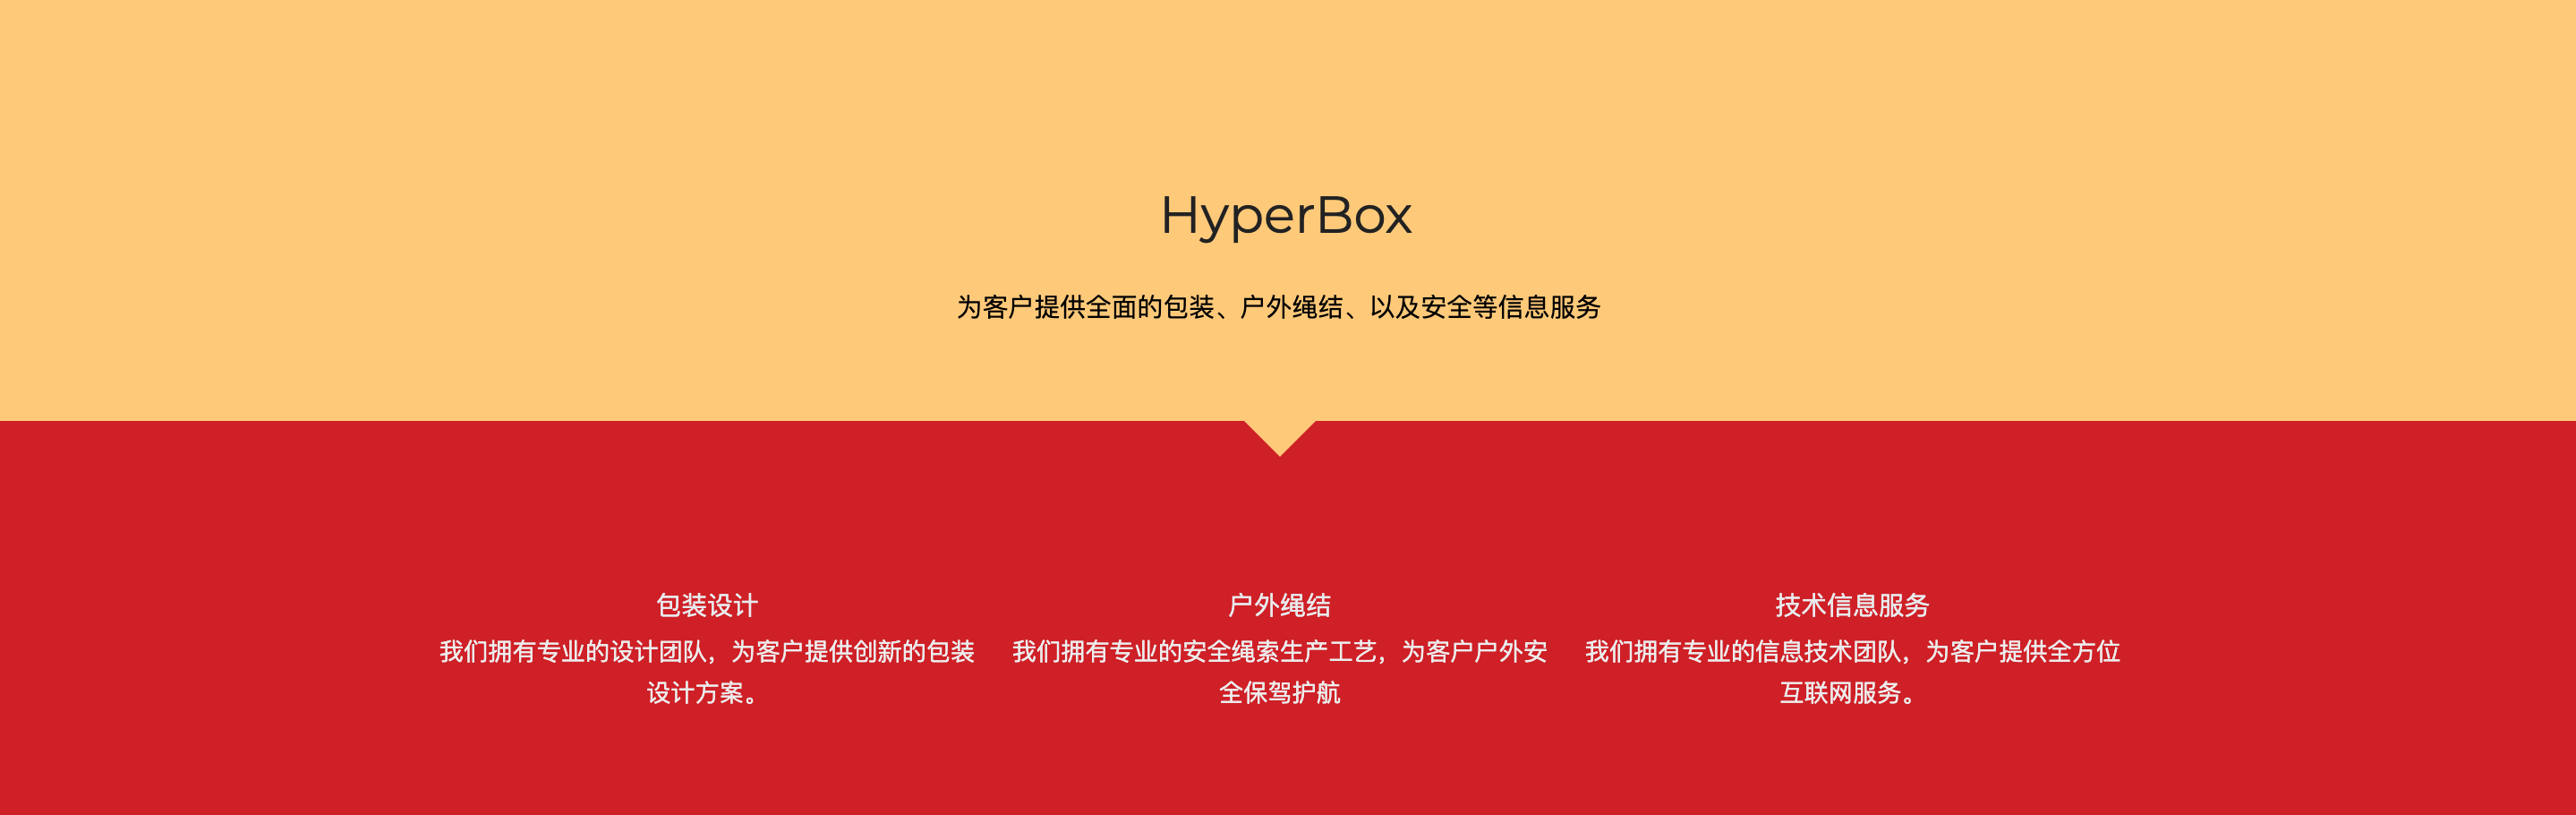 HyperBox
为客户提供全面的包装、户外绳结、以及安全等信息服务
包装设计
我们拥有专业的设计团队，为客户提供创新的包装
设计方案。
户外绳结
我们拥有专业的安全绳索生产工艺，为客户户外安
全保驾护航
技术信息服务
我们拥有专业的信息技术团队，为客户提供全方位
互联网服务。